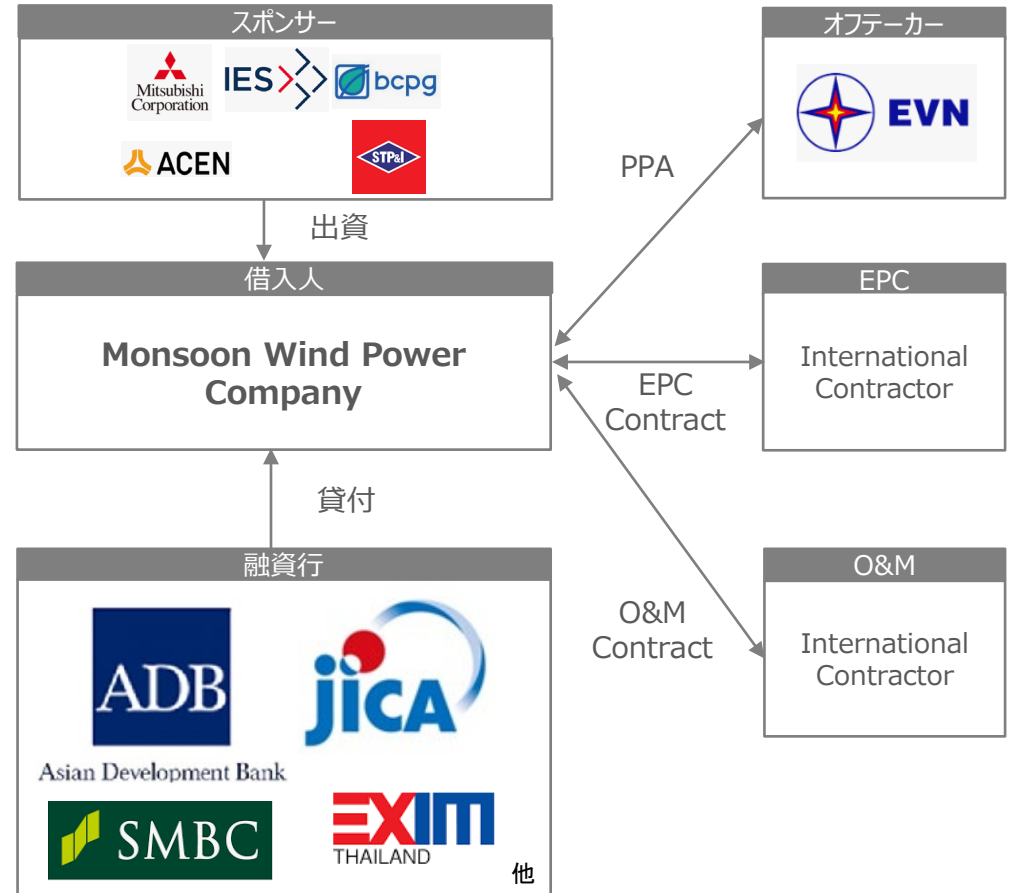 スポンサー
Mitsubishi
Corporation
IES
bcpg
ACEN
STP&I
出資
借入人
Monsoon Wind Power
Company
貸付
融資行
ADB
Asian Development Bank
jICA
SMBC
EXIM
THAILAND
他
オフテーカー
EVN
PPA
EPC
International
Contractor
EPC
Contract
O&M
International
Contractor
O&M
Contract